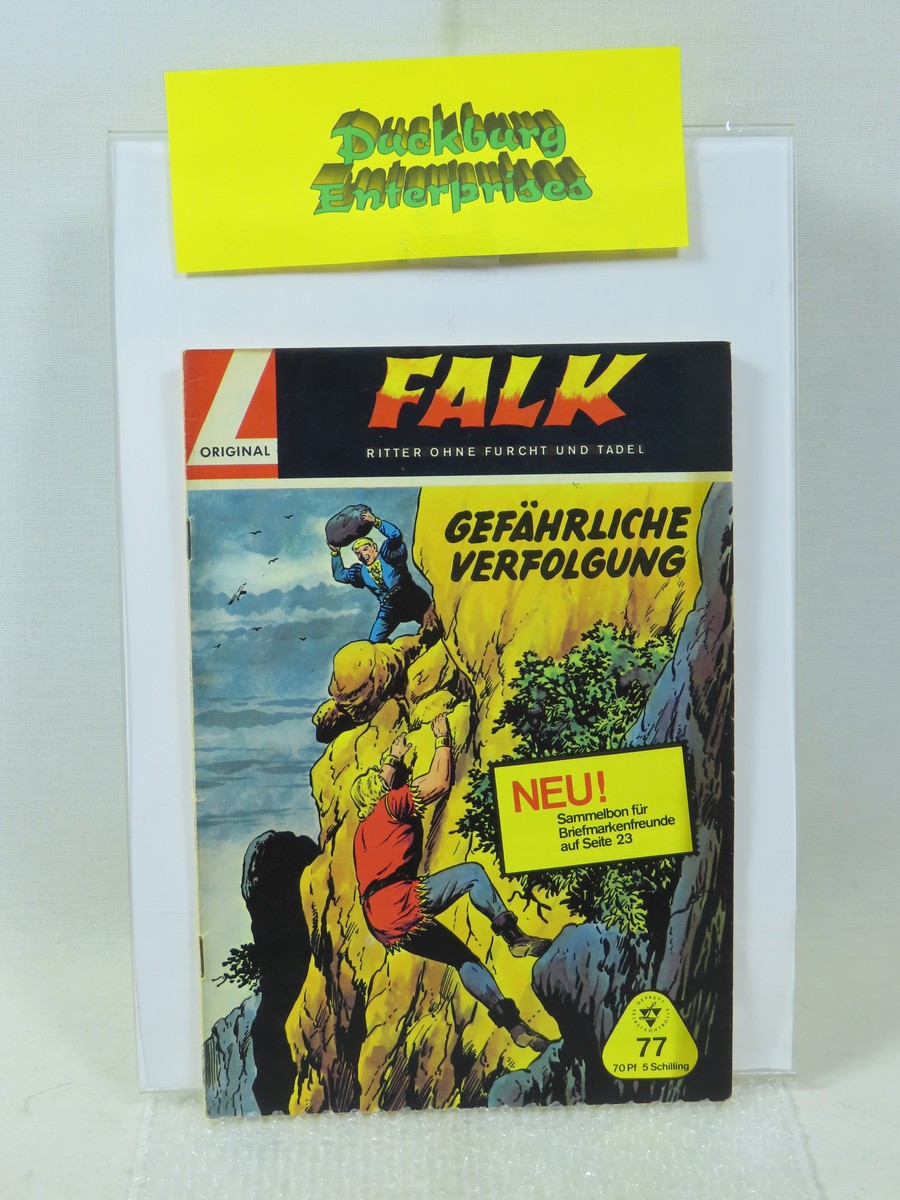 Duckburg
Enterprises
L
ORIGINAL
FALK
RITTER OHNE FURCHT UND TADEL
GEFÄHRLICHE
VERFOLGUNG
NEU!
Sammelbon für
Briefmarkenfreunde
auf Seite 23
GEPRÜFT
77
70 Pf 5 Schilling